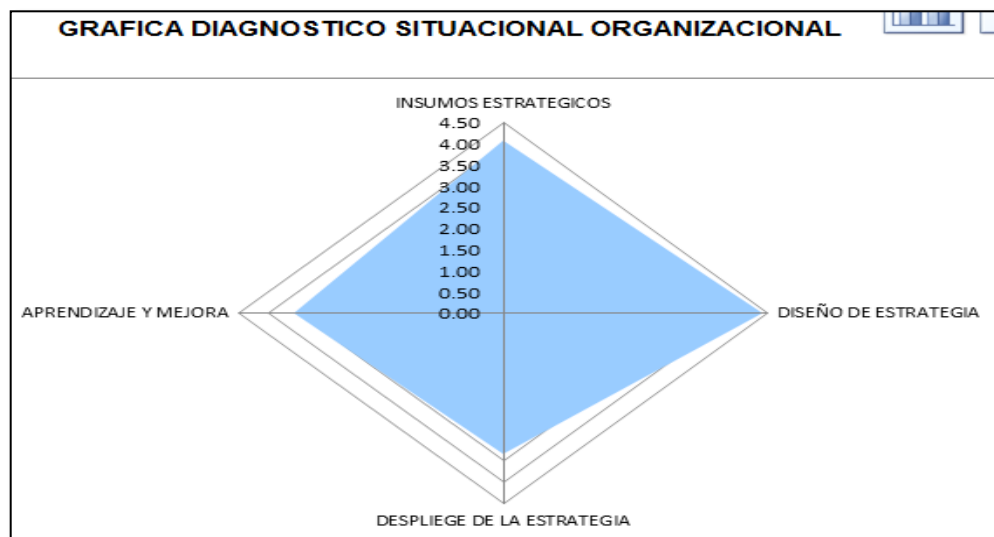 GRAFICA DIAGNOSTICO SITUACIONAL ORGANIZACIONAL
INSUMOS ESTRATEGICOS
4.50
4.00
3.50
3.00
2.50
2.00
1.50
1.00
0.50
0.00
APRENDIZAJE Y MEJORA
DISEÑO DE ESTRATEGIA
DESPLIEGE DE LA ESTRATEGIA